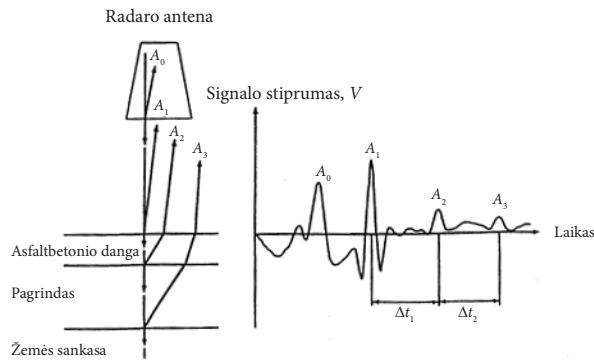 Radaro antena
A₀
A₁
A₂
A₃
Signalo stiprumas, V
A₀
A₁
A₂
A₃
Laikas
Δt₁
Δt₂
Asfaltbetonio danga
Pagrindas
Žemės sankasa